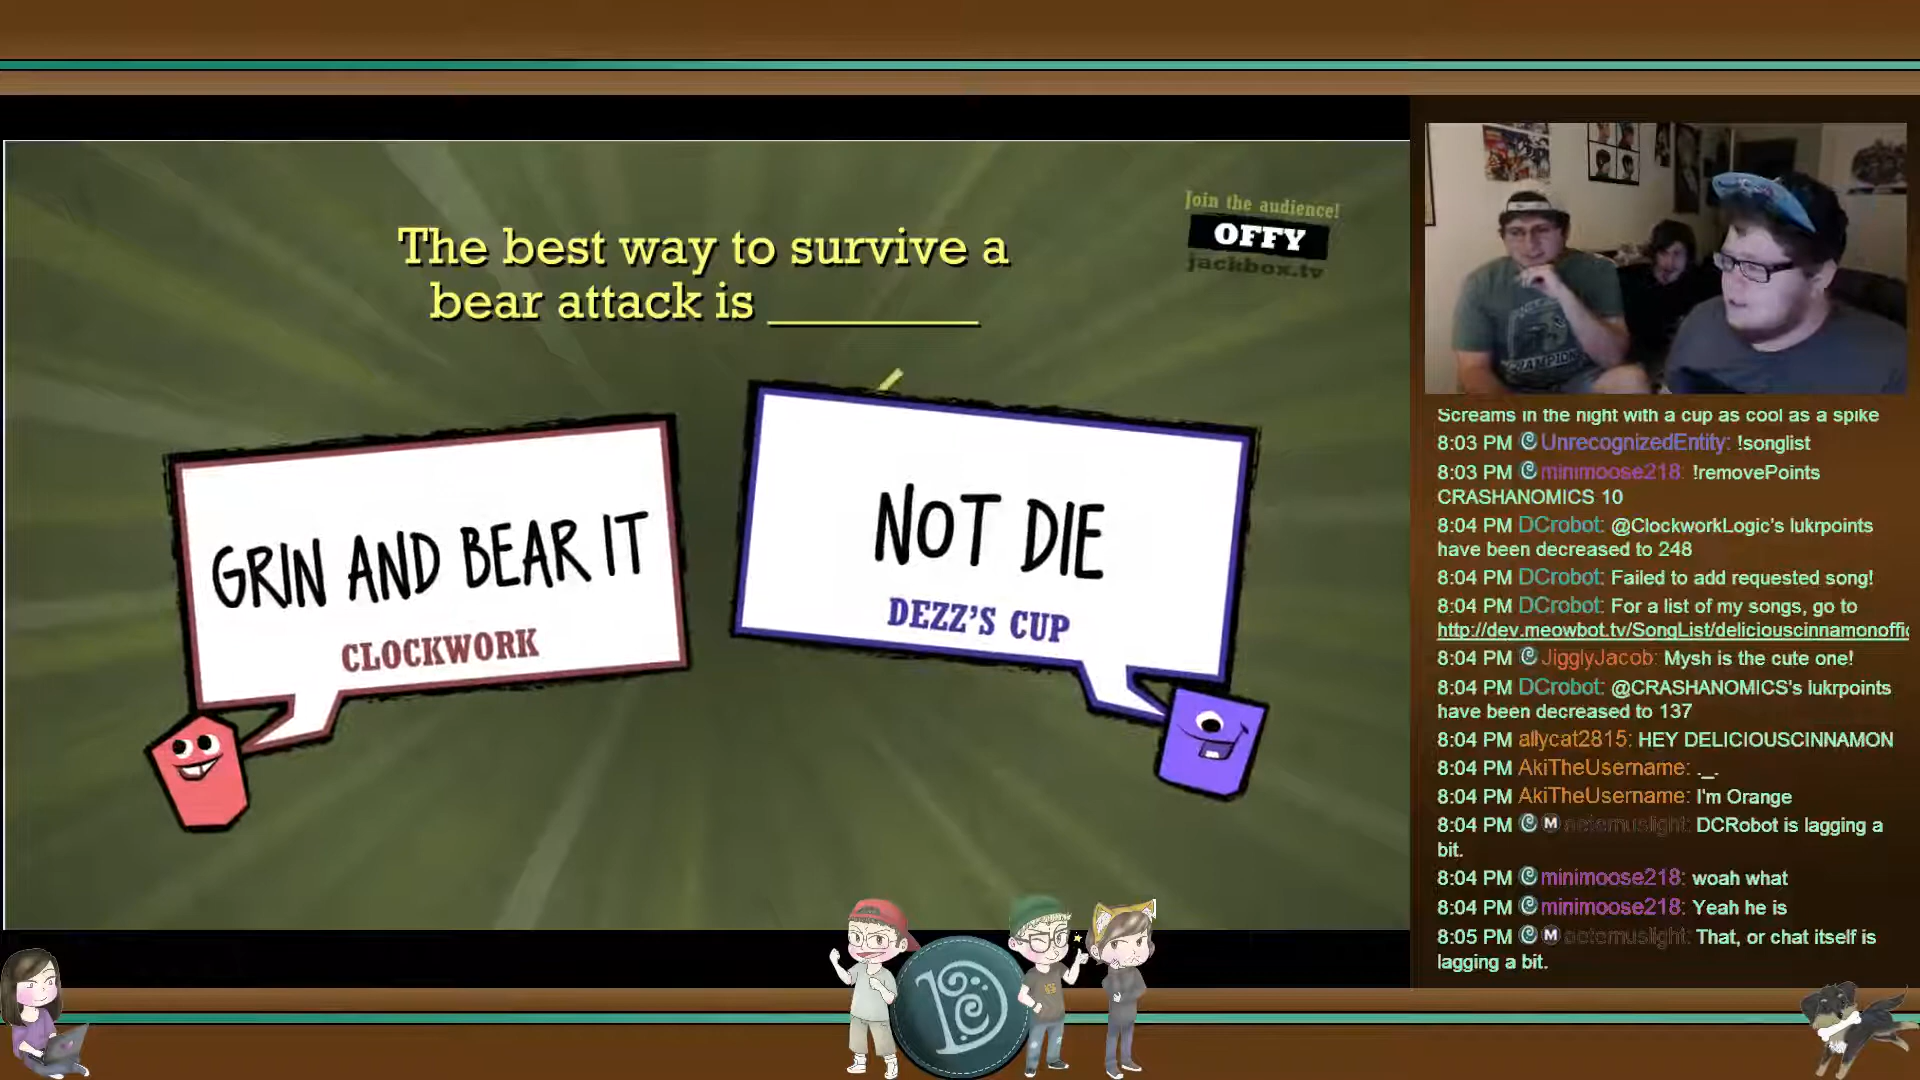 The best way to survive a
bear attack is ________
Join the audience!
OFFY
jackbox.tv
GRIN AND BEAR IT
CLOCKWORK
NOT DIE
DEZZ'S CUP
CHAMPION
Screams in the night with a cup as cool as a spike
8:03 PM UnrecognizedEntity: !songlist
8:03 PM minimoose218: !removePoints
CRASHANOMICS 10
8:04 PM DCrobot: @ClockworkLogic's lukrpoints
have been decreased to 248
8:04 PM DCrobot: Failed to add requested song!
8:04 PM DCrobot: For a list of my songs, go to
http://dev.meowbot.tv/SongList/deliciouscinnamonoffic
8:04 PM JigglyJacob: Mysh is the cute one!
8:04 PM DCrobot: @CRASHANOMICS's lukrpoints
have been decreased to 137
8:04 PM allycat2815: HEY DELICIOUSCINNAMON
8:04 PM AkiTheUsername: ._.
8:04 PM AkiTheUsername: I'm Orange
8:04 PM M aeternuslight: DCRobot is lagging a
bit.
8:04 PM minimoose218: woah what
8:04 PM minimoose218: Yeah he is
8:05 PM M aeternuslight: That, or chat itself is
lagging a bit.